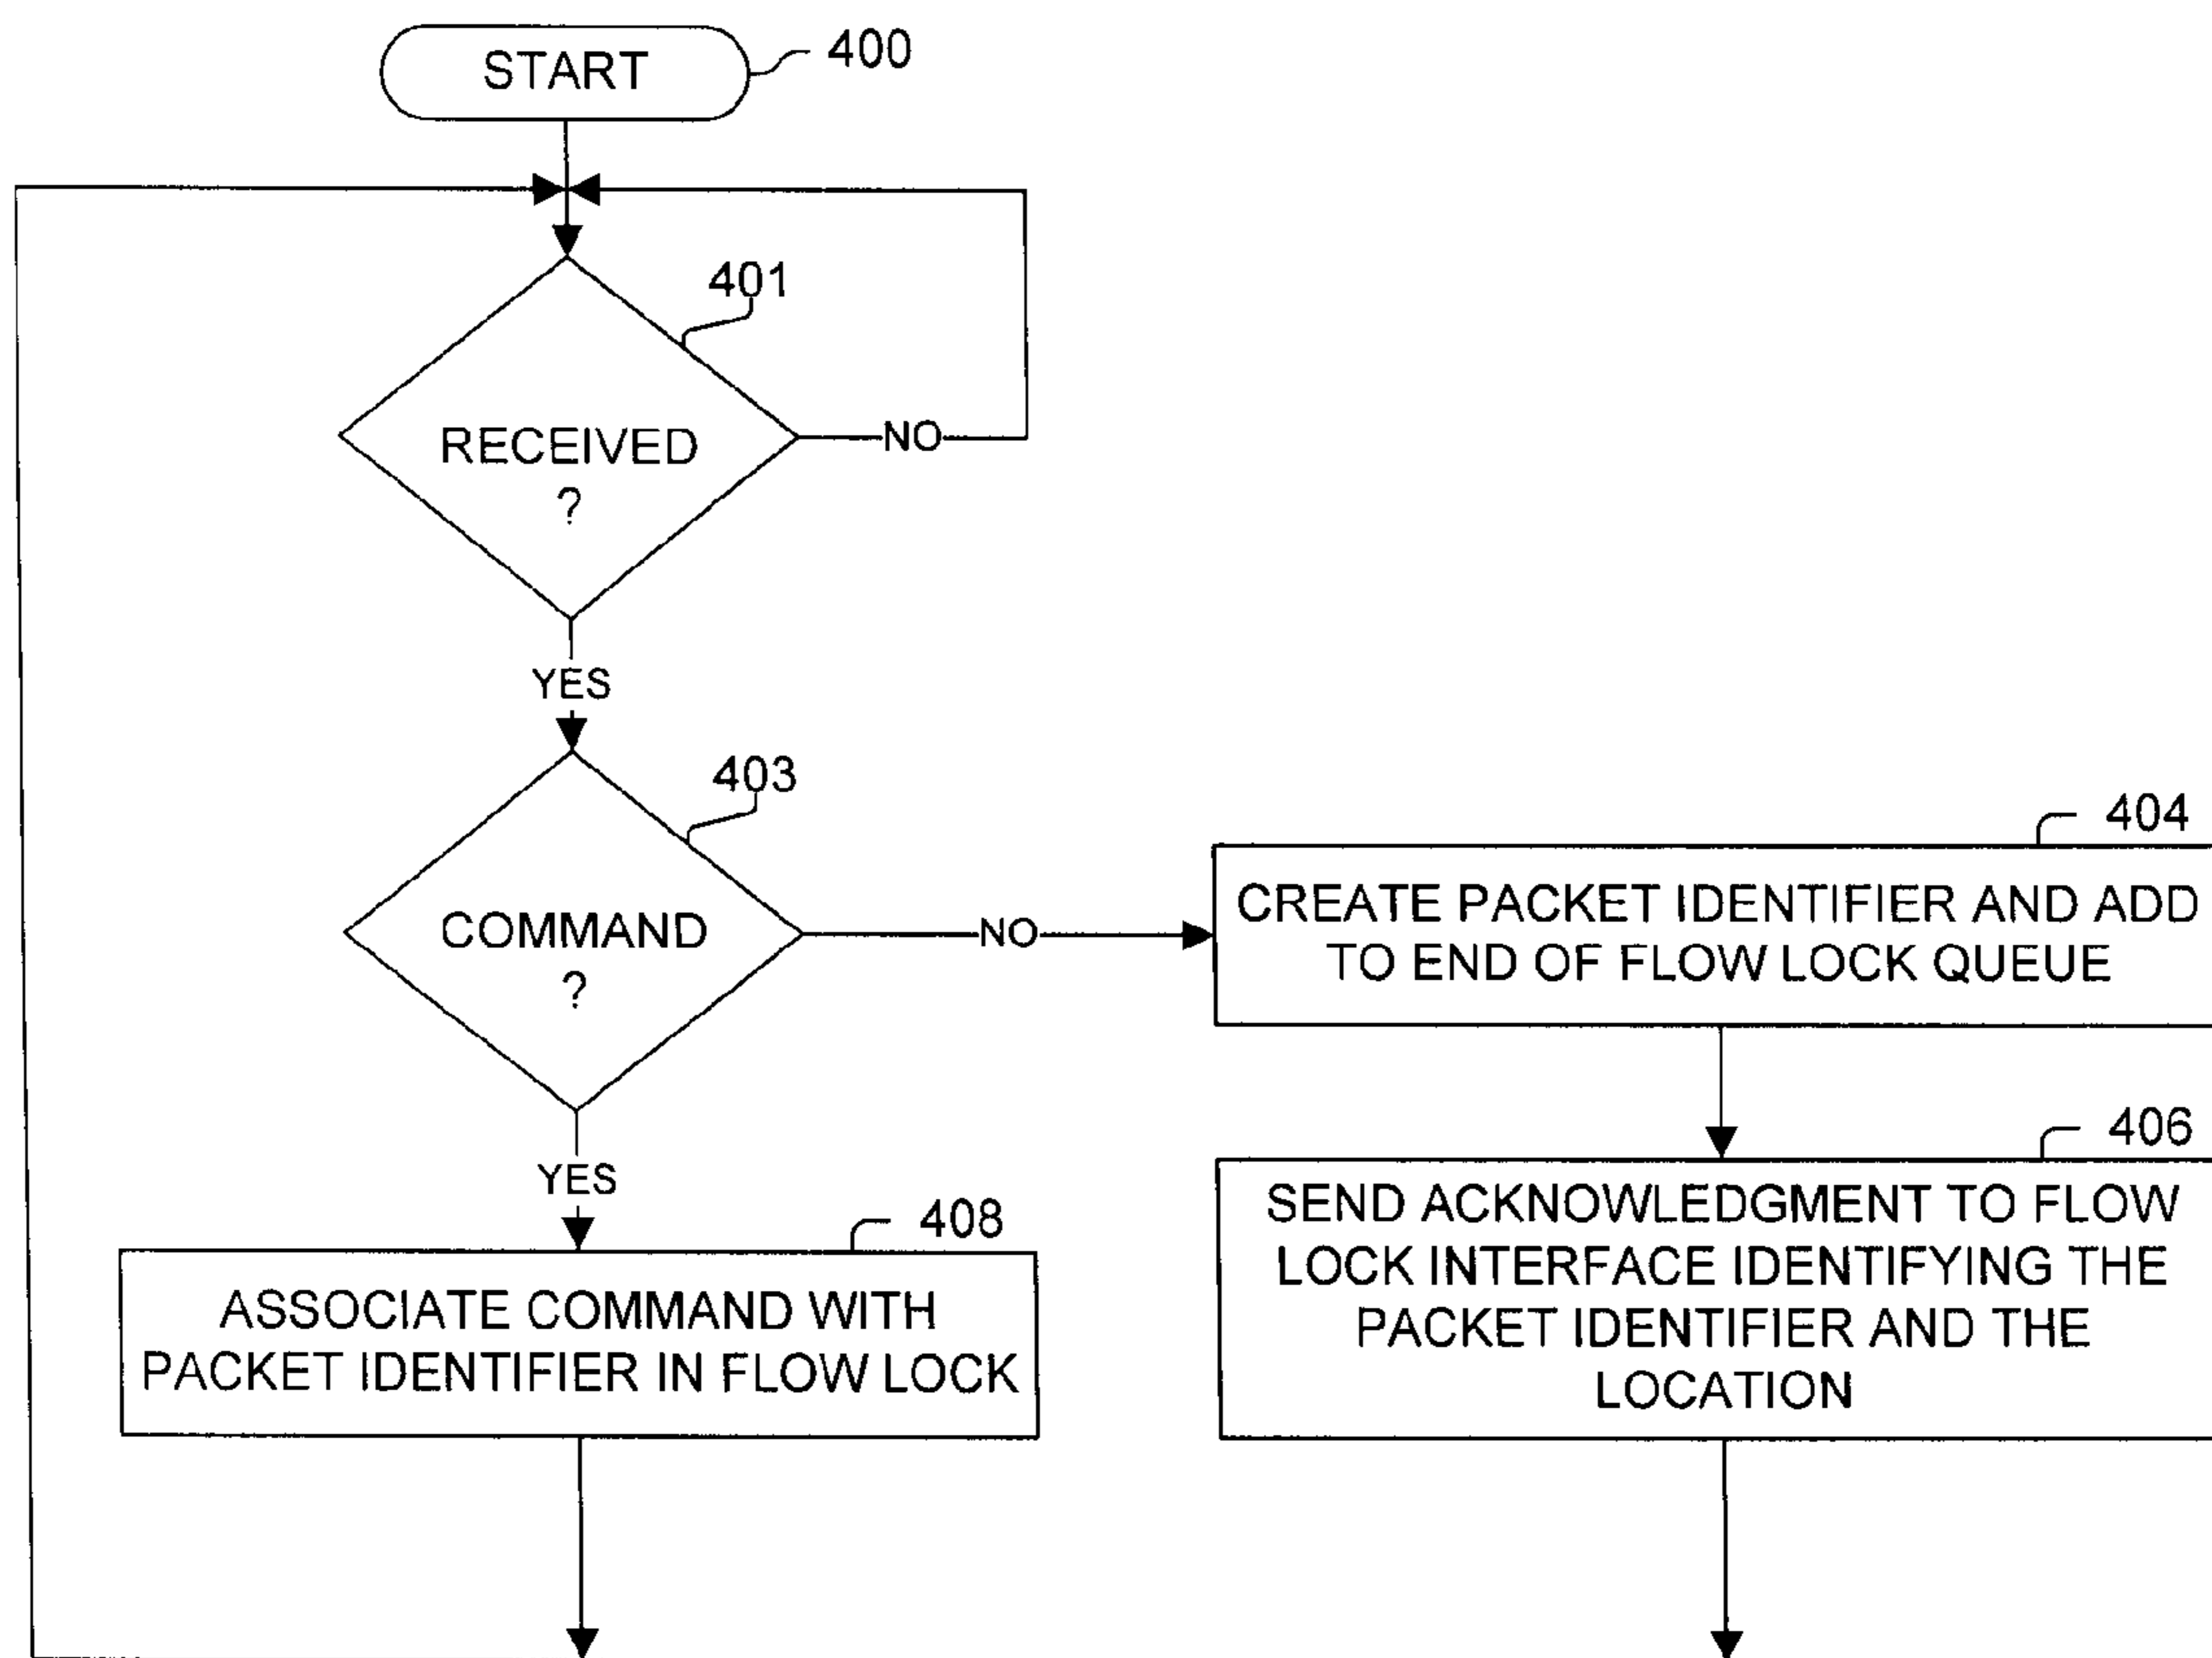 START
400
401
RECEIVED
?
NO
YES
403
COMMAND
?
NO
404
CREATE PACKET IDENTIFIER AND ADD
TO END OF FLOW LOCK QUEUE
YES
406
SEND ACKNOWLEDGMENT TO FLOW
LOCK INTERFACE IDENTIFYING THE
PACKET IDENTIFIER AND THE
LOCATION
408
ASSOCIATE COMMAND WITH
PACKET IDENTIFIER IN FLOW LOCK